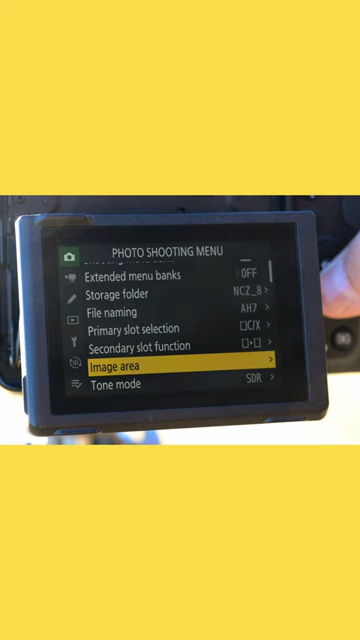 PHOTO SHOOTING MENU
Extended menu banks OFF
Storage folder NCZ_8
File naming AH7
Primary slot selection C/X
Secondary slot function
Image area
Tone mode SDR